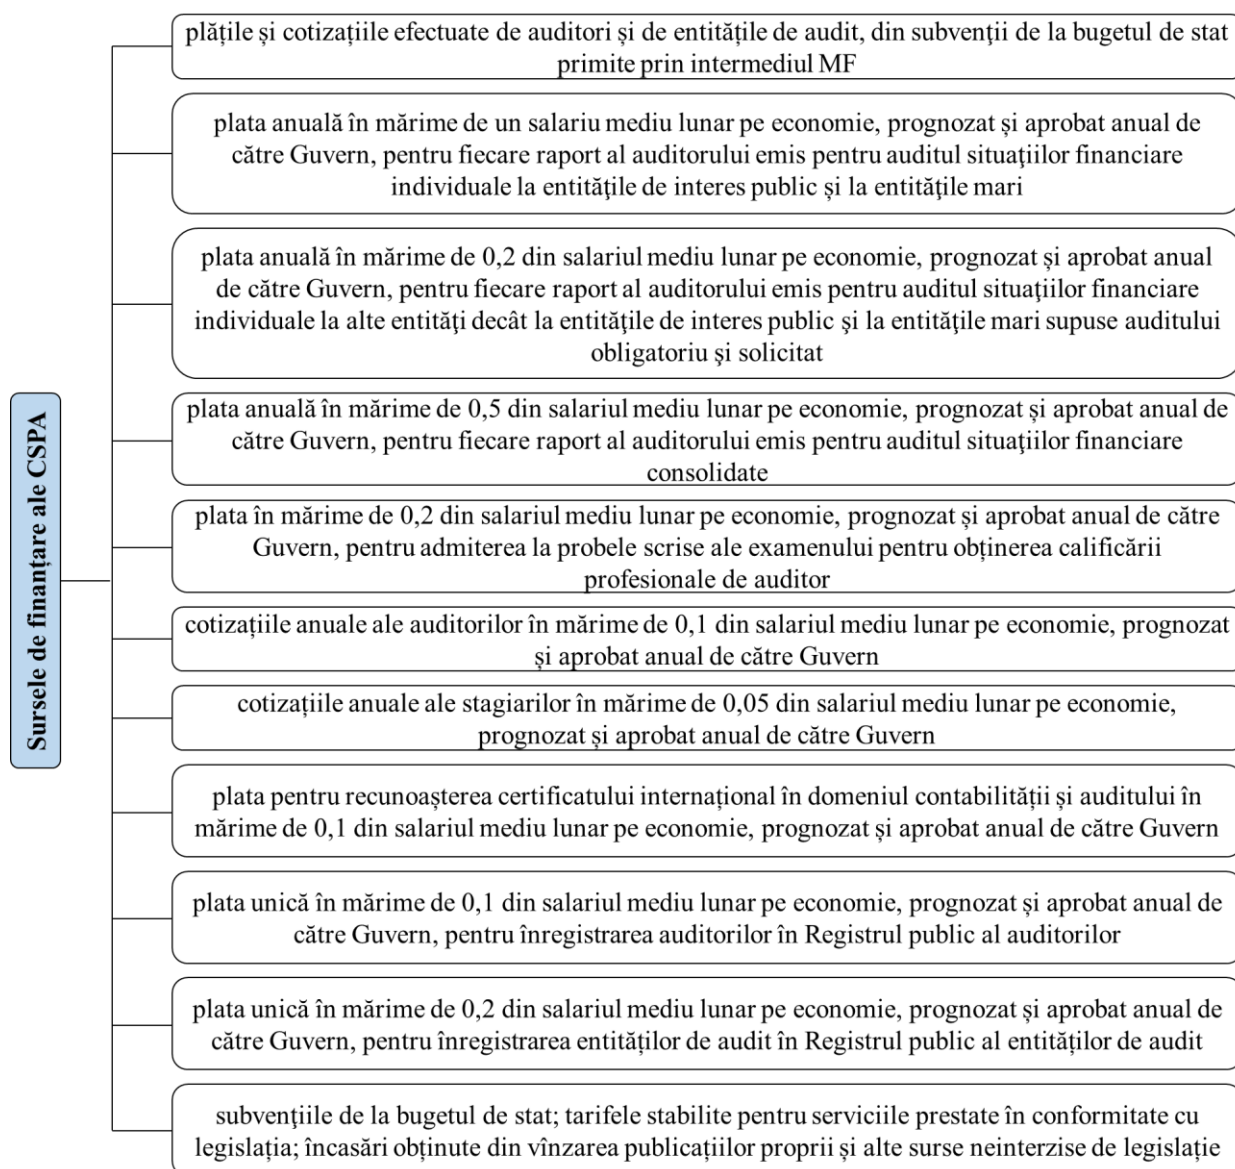 Sursele de finanțare ale CSPA
plățile și cotizațiile efectuate de auditori și de entitățile de audit, din subvenţii de la bugetul de stat
primite prin intermediul MF
plata anuală în mărime de un salariu mediu lunar pe economie, prognozat și aprobat anual de
către Guvern, pentru fiecare raport al auditorului emis pentru auditul situaţiilor financiare
individuale la entităţile de interes public și la entităţile mari
plata anuală în mărime de 0,2 din salariul mediu lunar pe economie, prognozat și aprobat anual
de către Guvern, pentru fiecare raport al auditorului emis pentru auditul situaţiilor financiare
individuale la alte entităţi decât la entităţile de interes public şi la entităţile mari supuse auditului
obligatoriu şi solicitat
plata anuală în mărime de 0,5 din salariul mediu lunar pe economie, prognozat și aprobat anual de
către Guvern, pentru fiecare raport al auditorului emis pentru auditul situaţiilor financiare
consolidate
plata în mărime de 0,2 din salariul mediu lunar pe economie, prognozat și aprobat anual de către
Guvern, pentru admiterea la probele scrise ale examenului pentru obținerea calificării
profesionale de auditor
cotizațiile anuale ale auditorilor în mărime de 0,1 din salariul mediu lunar pe economie, prognozat
și aprobat anual de către Guvern
cotizațiile anuale ale stagiarilor în mărime de 0,05 din salariul mediu lunar pe economie,
prognozat și aprobat anual de către Guvern
plata pentru recunoașterea certificatului internațional în domeniul contabilității și auditului în
mărime de 0,1 din salariul mediu lunar pe economie, prognozat și aprobat anual de către Guvern
plata unică în mărime de 0,1 din salariul mediu lunar pe economie, prognozat și aprobat anual de
către Guvern, pentru înregistrarea auditorilor în Registrul public al auditorilor
plata unică în mărime de 0,2 din salariul mediu lunar pe economie, prognozat și aprobat anual de
către Guvern, pentru înregistrarea entităților de audit în Registrul public al entităților de audit
subvenţiile de la bugetul de stat; tarifele stabilite pentru serviciile prestate în conformitate cu
legislația; încasări obținute din vînzarea publicațiilor proprii și alte surse neinterzise de legislație